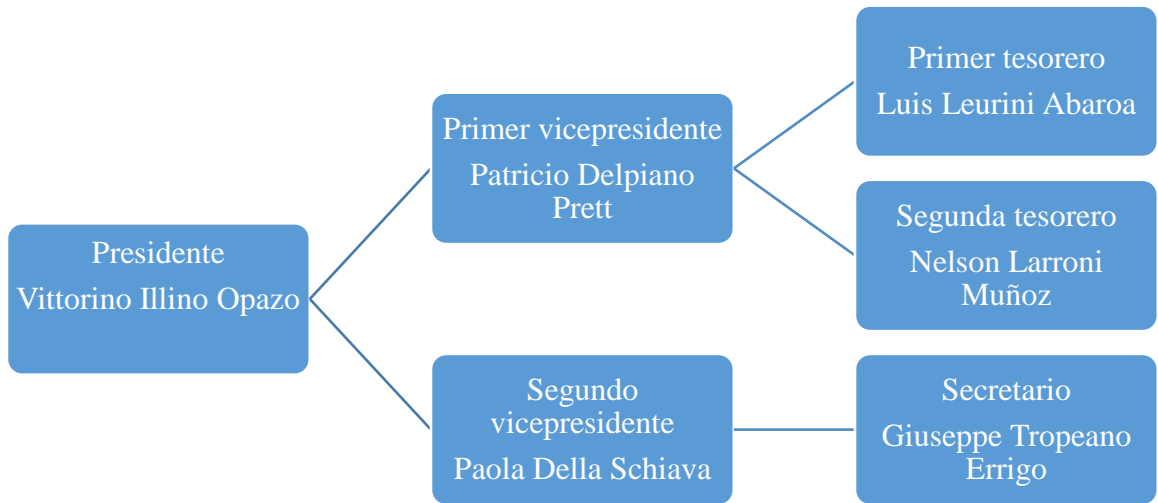 Presidente
Vittorino Illino Opazo
Primer vicepresidente
Patricio Delpiano
Prett
Primer tesorero
Luis Leurini Abaroa
Segunda tesorero
Nelson Larroni
Muñoz
Segundo
vicepresidente
Paola Della Schiava
Secretario
Giuseppe Tropeano
Errigo